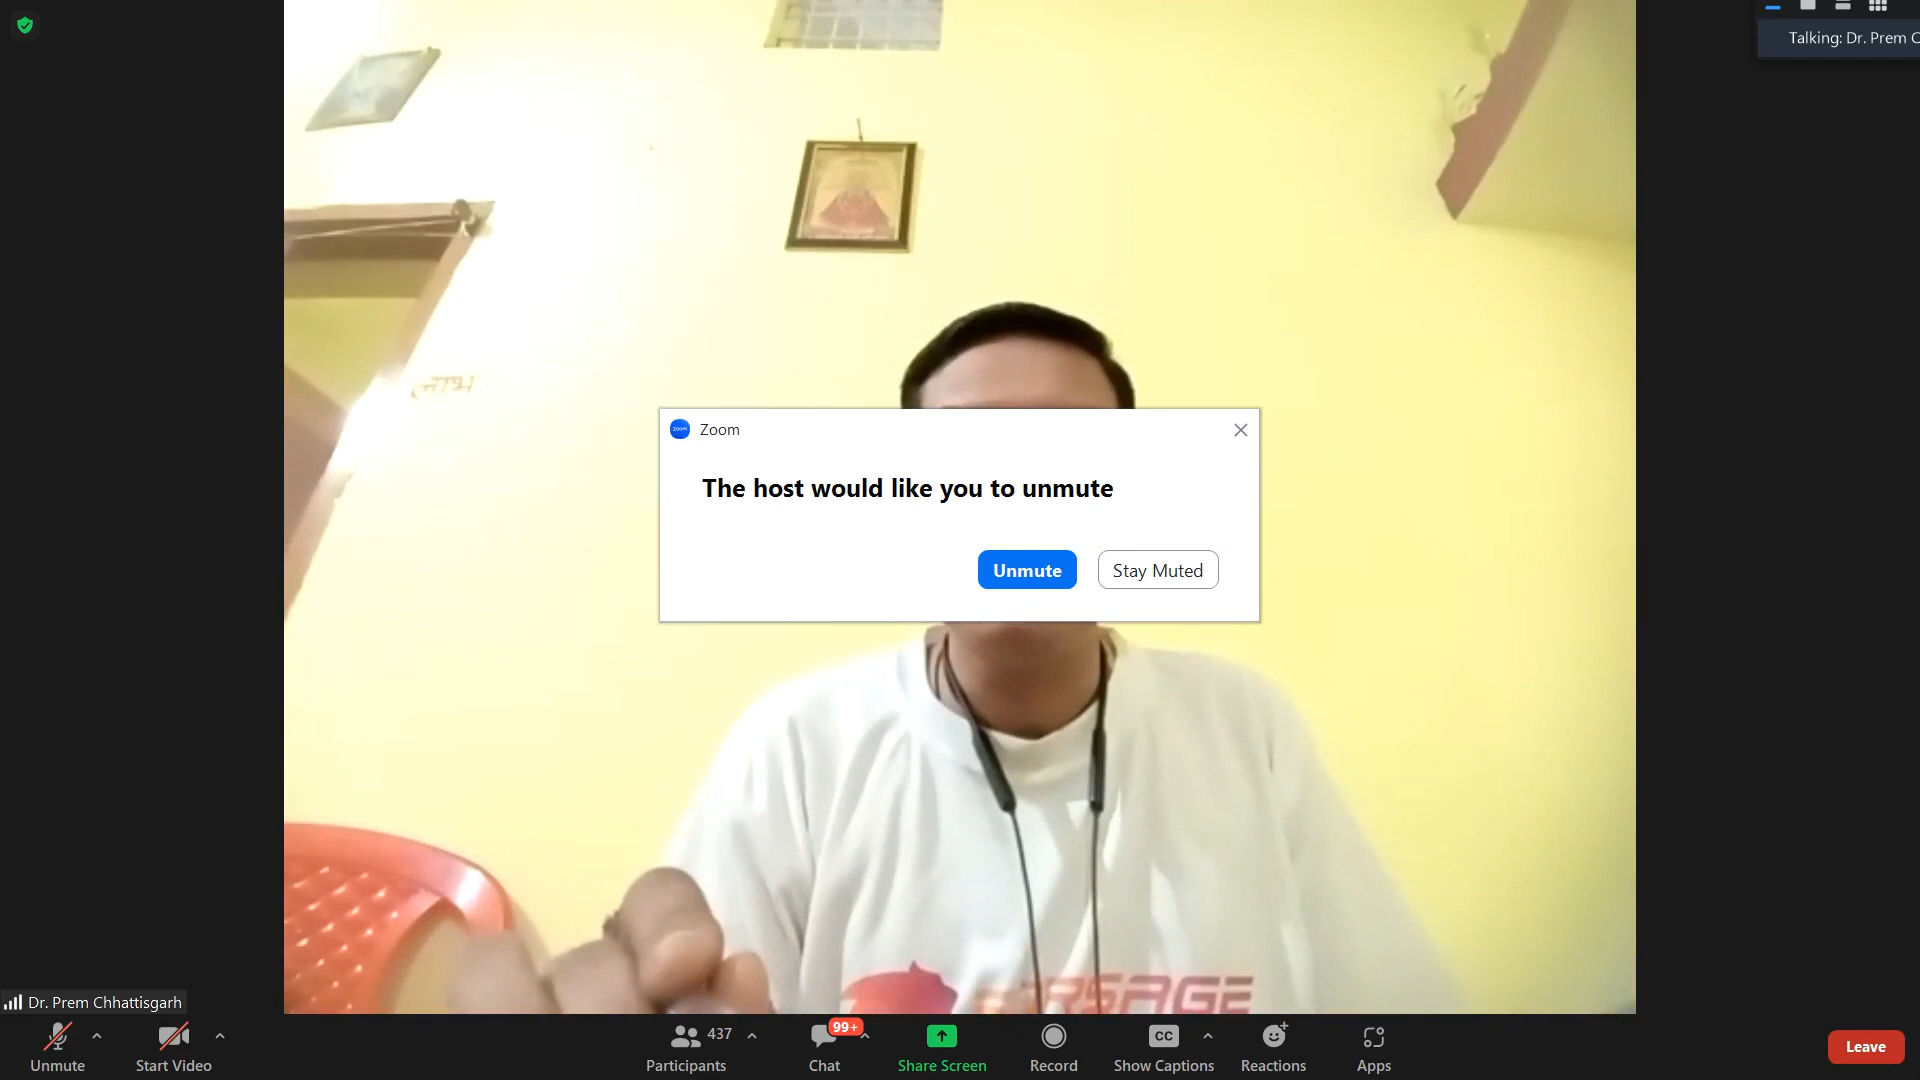 Talking: Dr. Prem C
लाभ
zoom
Zoom
The host would like you to unmute
Unmute
Stay Muted
Dr. Prem Chhattisgarh
Unmute
Start Video
437
Participants
99+
Chat
Share Screen
Record
CC
Show Captions
Reactions
Apps
Leave